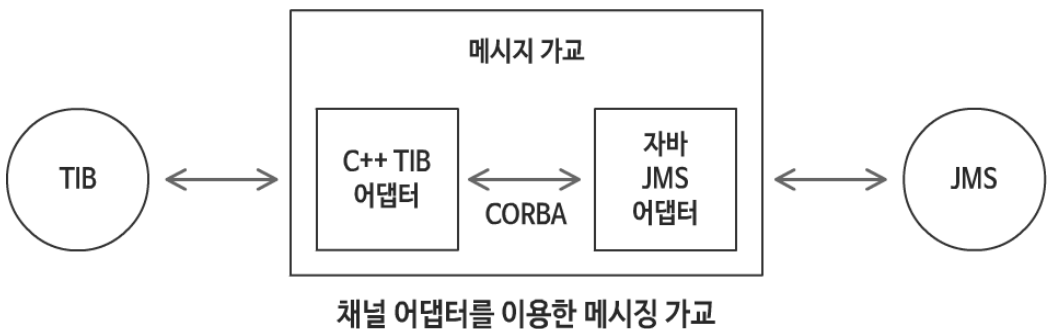 메시지 가교
TIB
C++ TIB
어댑터
CORBA
자바
JMS
어댑터
JMS
채널 어댑터를 이용한 메시징 가교